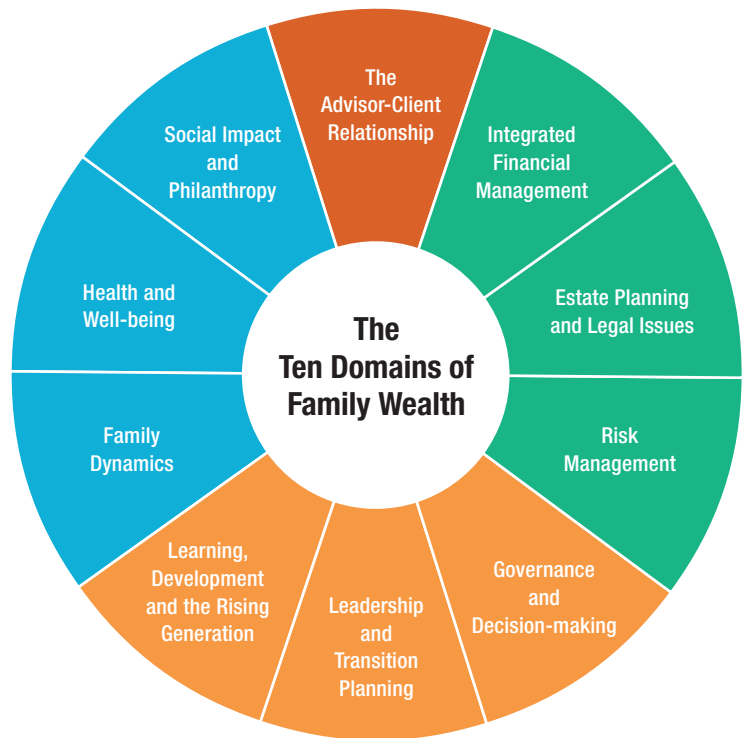 The
Ten Domains of
Family Wealth
The
Advisor-Client
Relationship
Integrated
Financial
Management
Estate Planning
and Legal Issues
Risk
Management
Governance
and
Decision-making
Leadership
and
Transition
Planning
Learning,
Development
and the Rising
Generation
Family
Dynamics
Health and
Well-being
Social Impact
and
Philanthropy